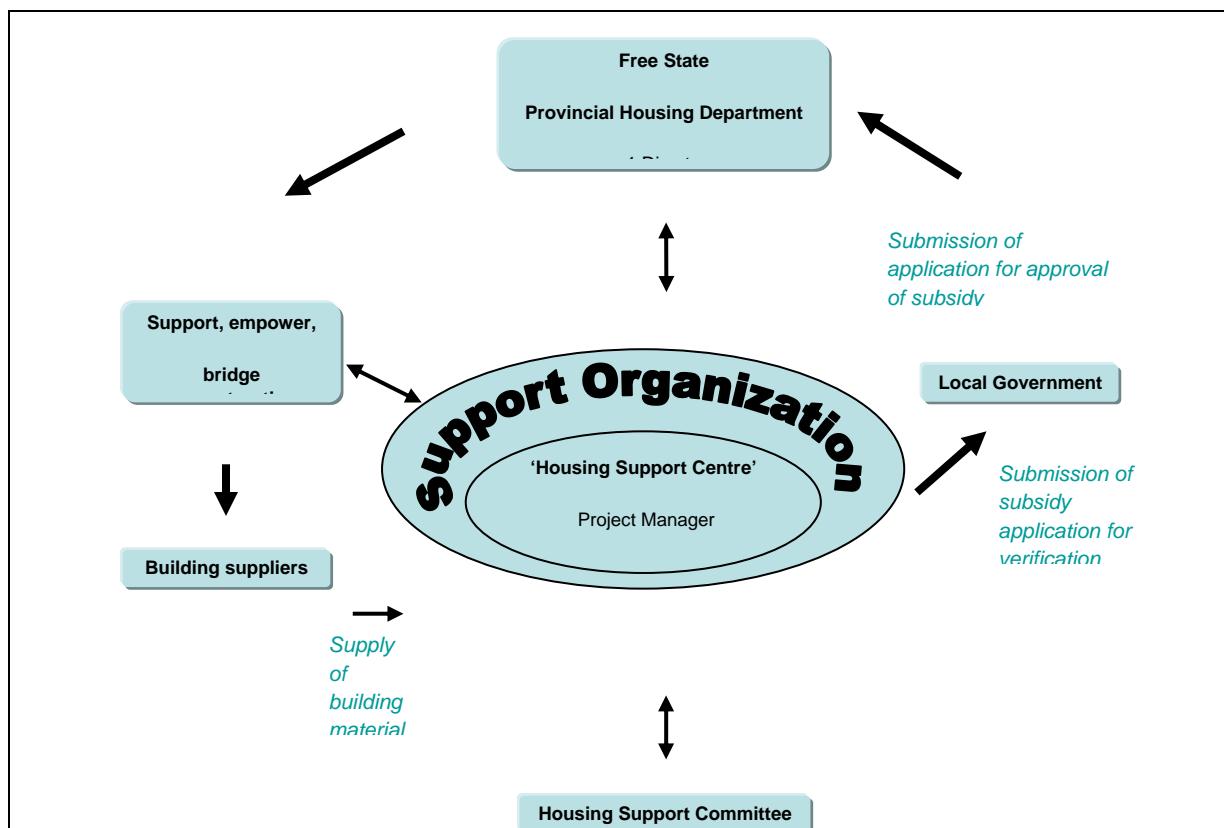 Free State
Provincial Housing Department
Submission of
application for approval
of subsidy
Support, empower,
bridge
Local Government
Support Organization
'Housing Support Centre'
Project Manager
Submission of
subsidy
application for
verification
Building suppliers
Supply
of
building
material
Housing Support Committee